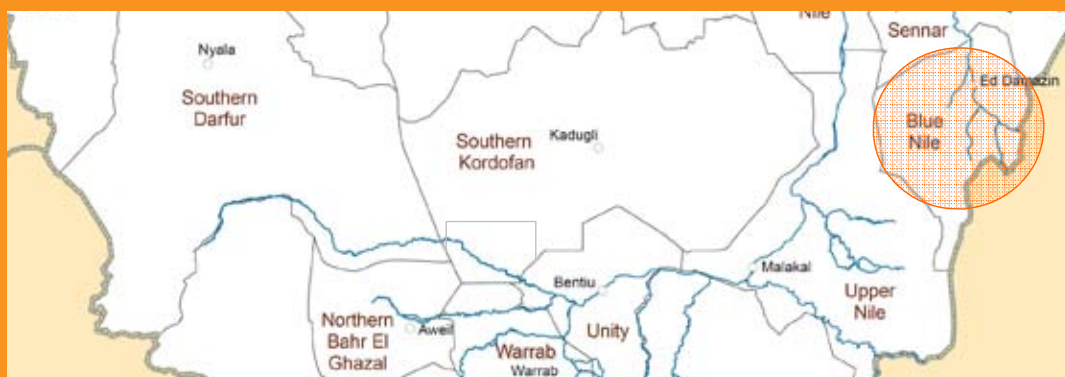 Nile
Sennar
Nyala
Ed Damazin
Southern
Darfur
Blue
Nile
Southern
Kordofan
Kadugli
Malakal
Bentiu
Upper
Nile
Northern
Bahr El
Ghazal
Aweil
Unity
Warrab
Warrab